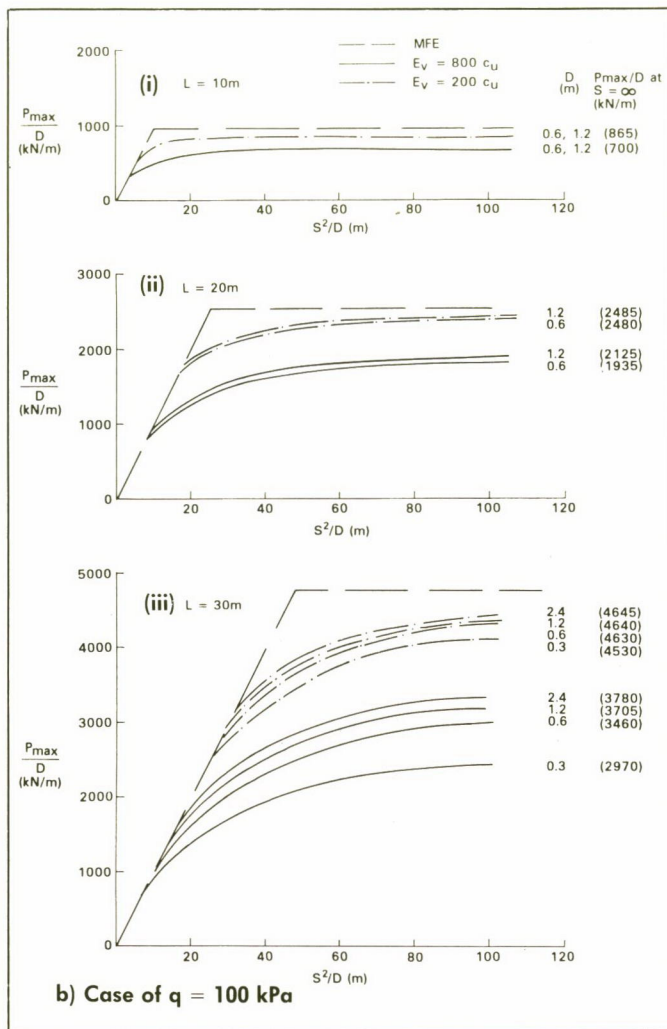 2000
MFE
Ev = 800 cu
Ev = 200 cu
(i) L = 10m
D (m)
Pmax/D at S = ∞ (kN/m)
Pmax
D
(kN/m)
1000
0
0.6, 1.2 (865)
0.6, 1.2 (700)
20 40 60 80 100 120
S²/D (m)
3000
(ii) L = 20m
2000
Pmax
D
(kN/m)
1000
0
1.2 (2485)
0.6 (2480)
1.2 (2125)
0.6 (1935)
20 40 60 80 100 120
S²/D (m)
5000
(iii) L = 30m
4000
3000
Pmax
D
(kN/m)
2000
1000
0
2.4 (4645)
1.2 (4640)
0.6 (4630)
0.3 (4530)
2.4 (3780)
1.2 (3705)
0.6 (3460)
0.3 (2970)
20 40 60 80 100 120
S²/D (m)
b) Case of q = 100 kPa